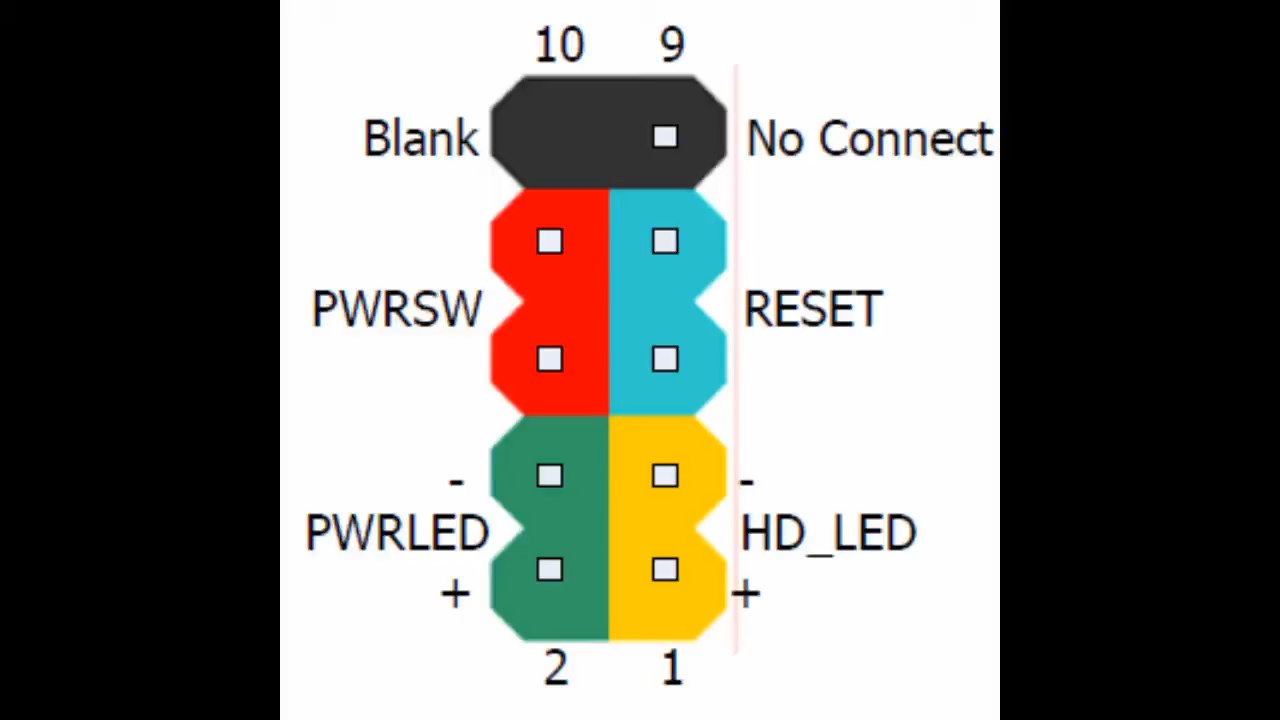 10 9
Blank No Connect
PWRSW RESET
- -
PWRLED HD_LED
+ +
2 1